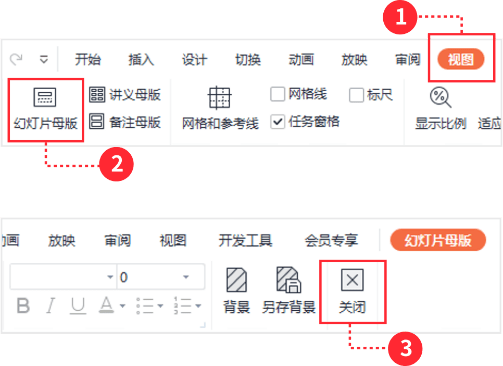 1
开始 插入 设计 切换 动画 放映 审阅 视图
幻灯片母版 讲义母版 备注母版 网格和参考线 网格线 标尺 任务窗格 显示比例 适应
2
动画 放映 审阅 视图 开发工具 会员专享 幻灯片母版
0
B I U A 背景 另存背景 关闭
3